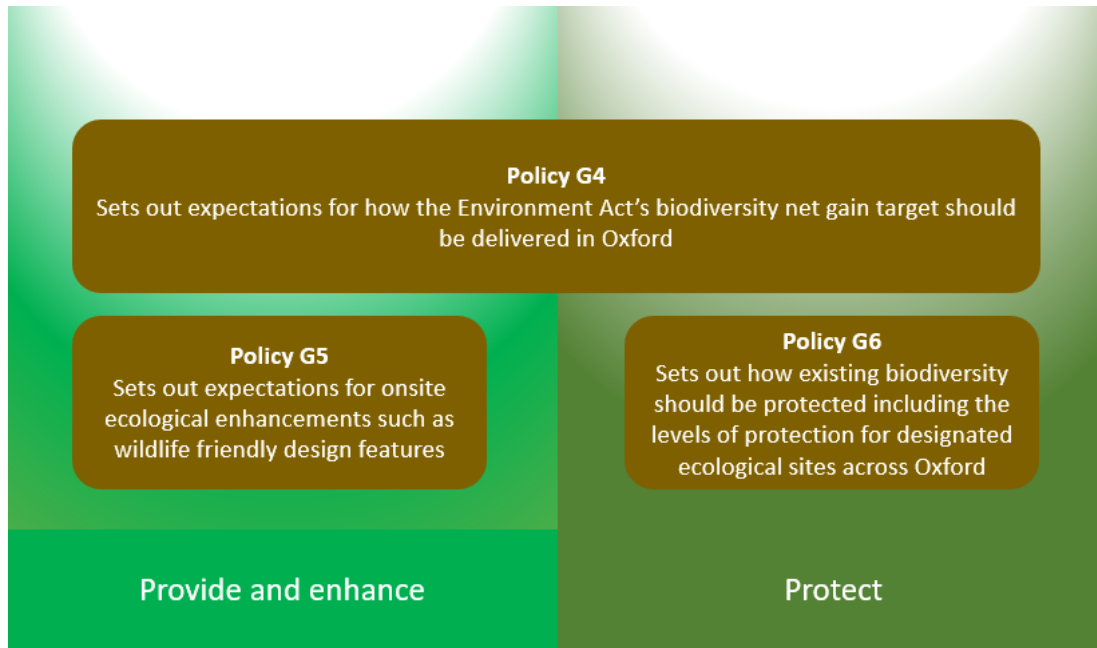 Policy G4
Sets out expectations for how the Environment Act's biodiversity net gain target should
be delivered in Oxford
Policy G5
Sets out expectations for onsite
ecological enhancements such as
wildlife friendly design features
Policy G6
Sets out how existing biodiversity
should be protected including the
levels of protection for designated
ecological sites across Oxford
Provide and enhance
Protect